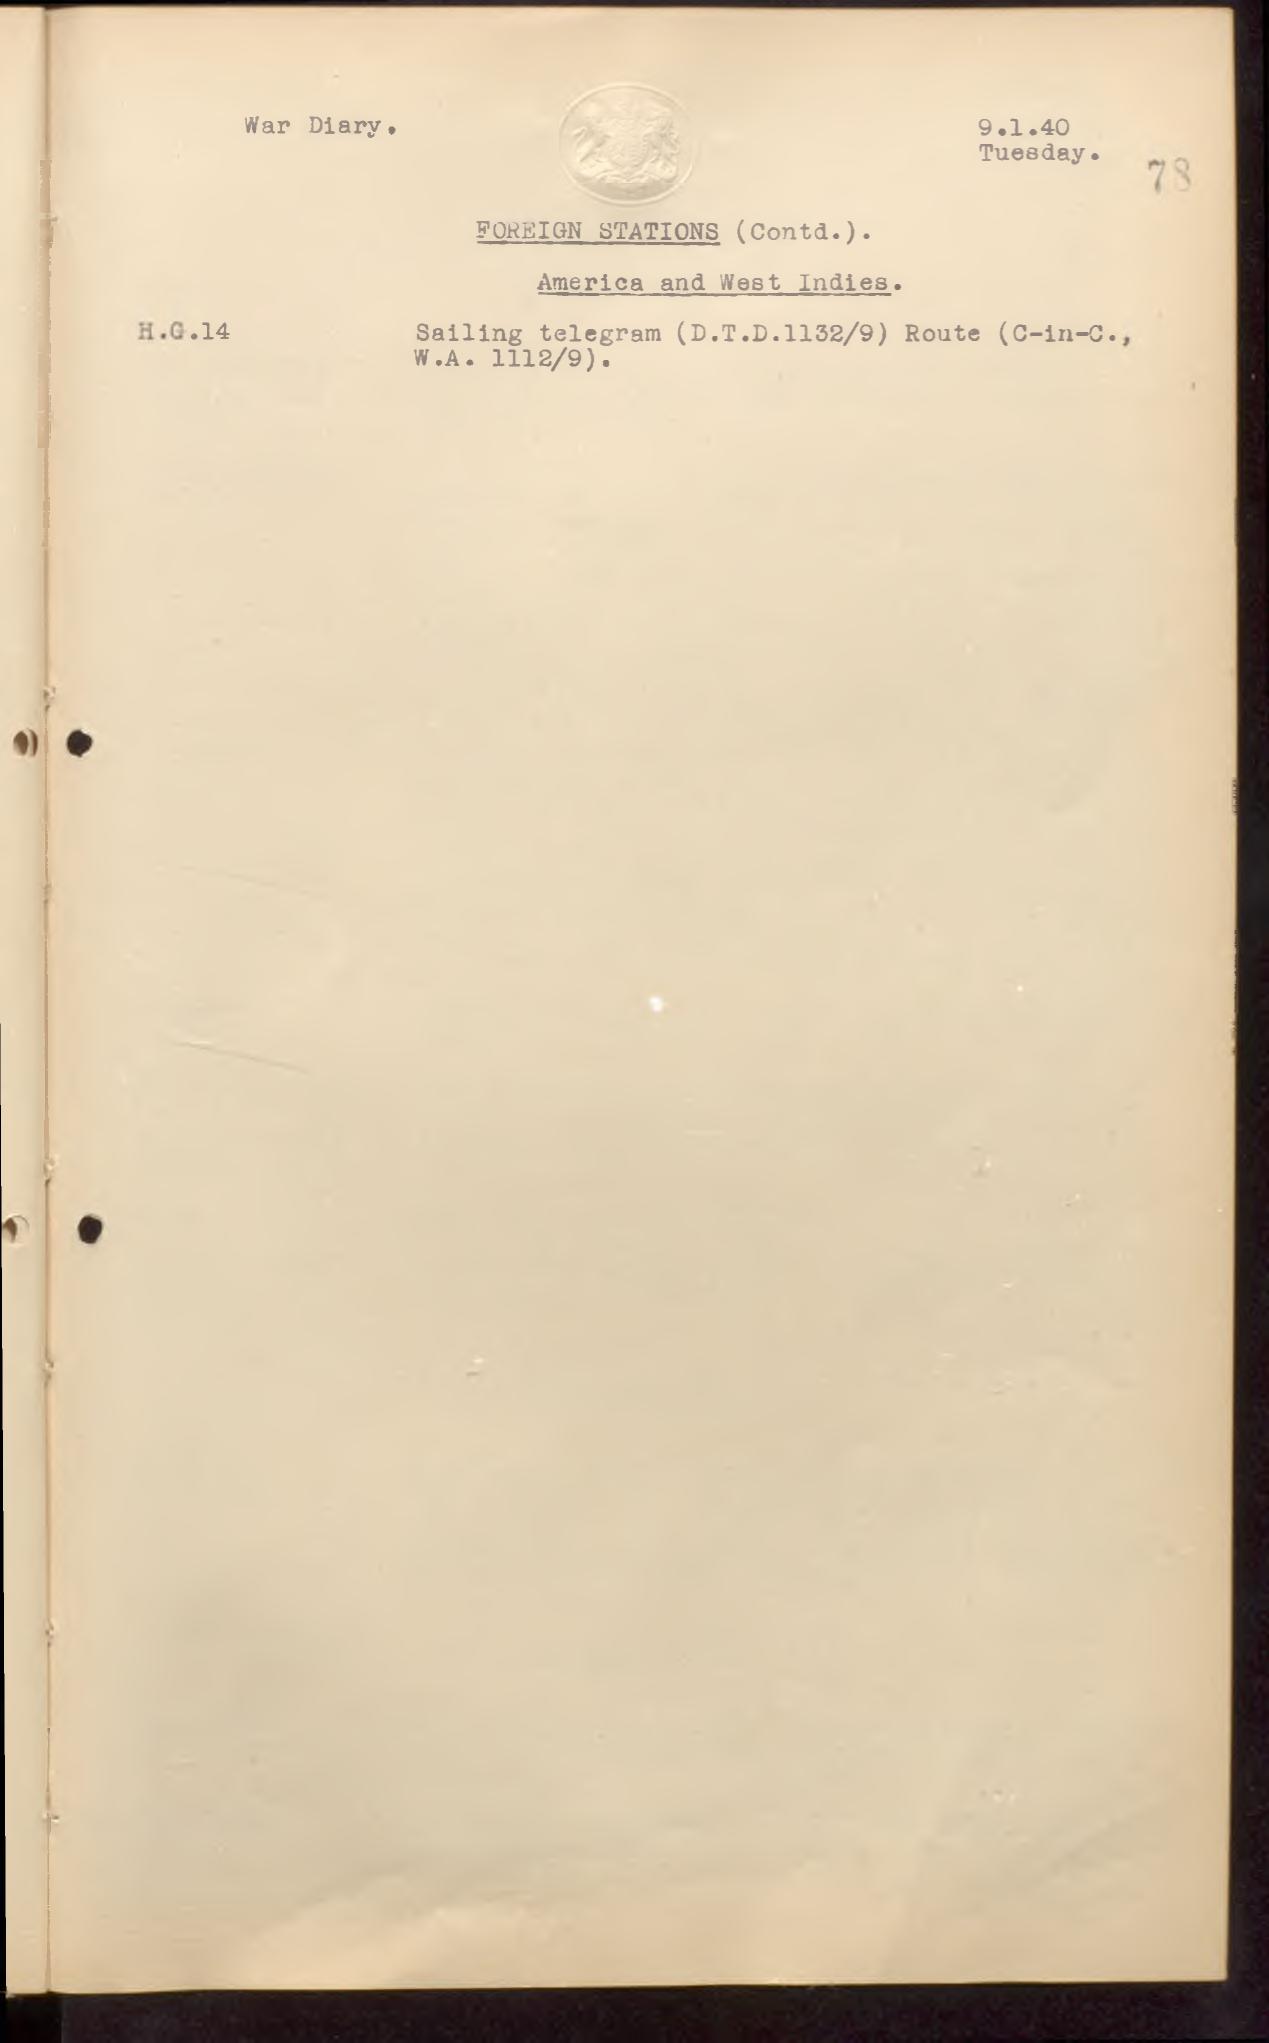 War Diary.
9.1.40
Tuesday.
78
FOREIGN STATIONS (Contd.).
America and West Indies.
H.G.14 Sailing telegram (D.T.D.1132/9) Route (C-in-C.,
W.A. 1112/9).